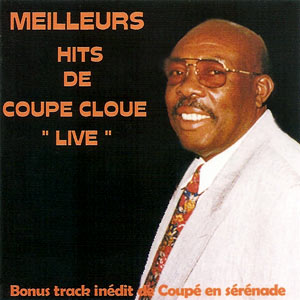 MEILLEURS
HITS
DE
COUPE CLOUE
" LIVE "
Bonus track inédit de Coupé en sérénade